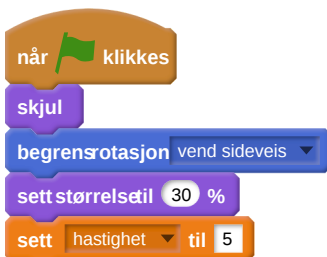 når klikkes
skjul
begrens rotasjon vend sideveis
sett størrelse til 30 %
sett hastighet til 5